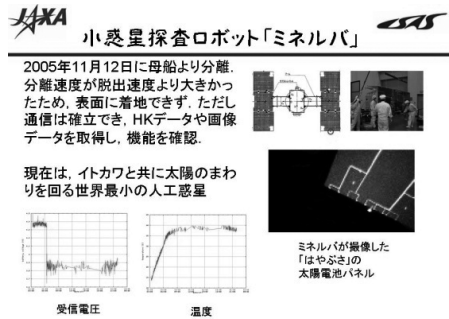 JAXA
ISAS
小惑星探査ロボット「ミネルバ」
2005年11月12日に母船より分離.
分離速度が脱出速度より大きかっ
たため, 表面に着地できず. ただし
通信は確立でき, HKデータや画像
データを取得し, 機能を確認.
現在は, イトカワと共に太陽のまわ
りを回る世界最小の人工惑星
ミネルバが撮像した
「はやぶさ」の
太陽電池パネル
受信電圧
温度